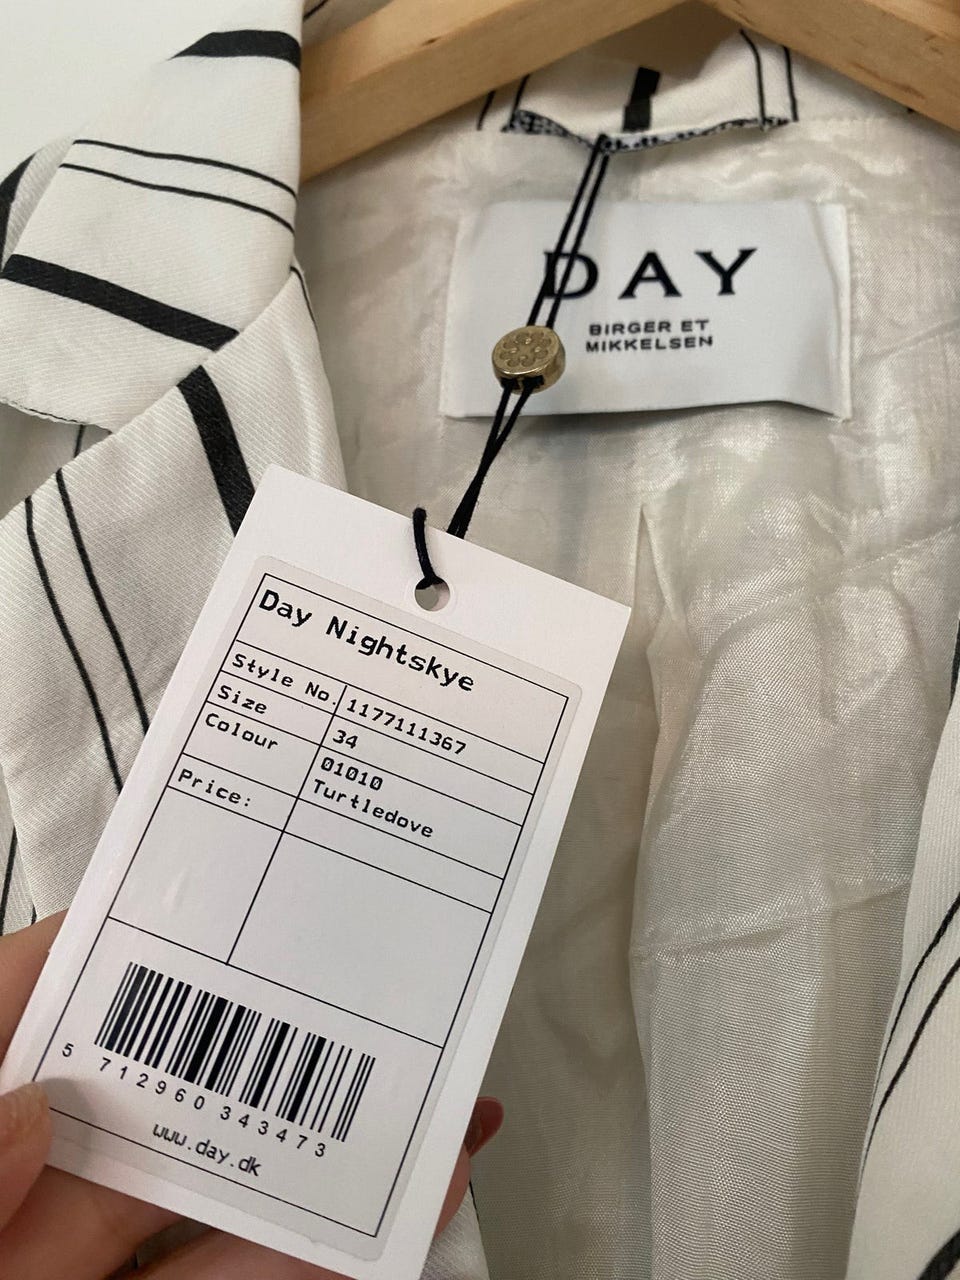 DAY
BIRGER ET
MIKKELSEN
Day Nightskye
Style No. 1177111367
Size 34
Colour 01010
Turtledove
Price:
5 712960 343473
www.day.dk